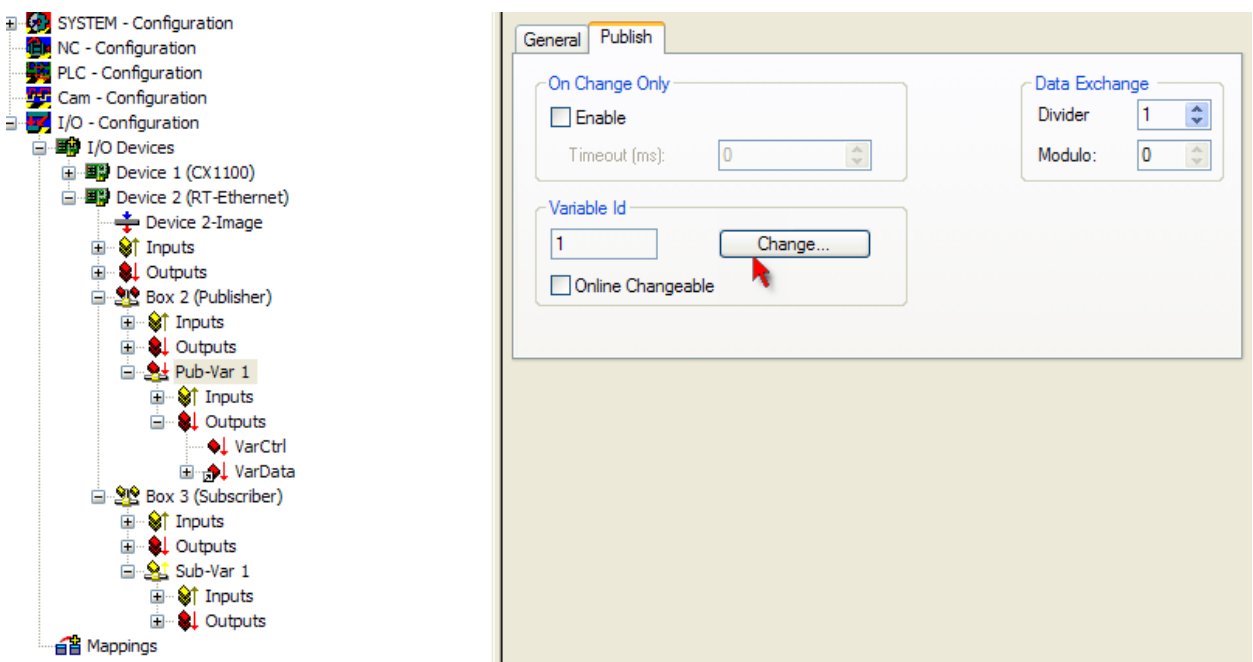 SYSTEM - Configuration
NC - Configuration
PLC - Configuration
Cam - Configuration
I/O - Configuration
I/O Devices
Device 1 (CX1100)
Device 2 (RT-Ethernet)
Device 2-Image
Inputs
Outputs
Box 2 (Publisher)
Inputs
Outputs
Pub-Var 1
Inputs
Outputs
VarCtrl
VarData
Box 3 (Subscriber)
Inputs
Outputs
Sub-Var 1
Inputs
Outputs
Mappings
General Publish
On Change Only
Enable
Timeout (ms): 0
Variable Id
1 Change...
Online Changeable
Data Exchange
Divider 1
Modulo: 0